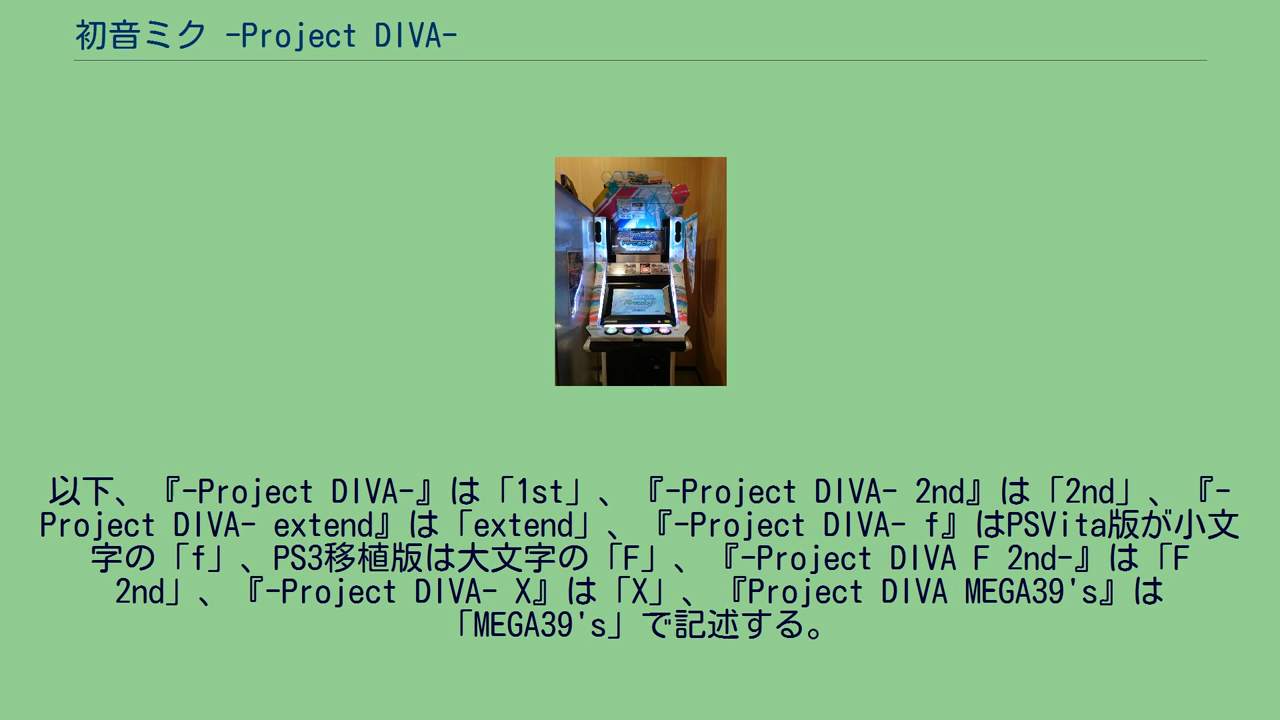 初音ミク -Project DIVA-
以下、『-Project DIVA-』は「1st」、『-Project DIVA- 2nd』は「2nd」、『-
Project DIVA- extend』は「extend」、『-Project DIVA- f』はPSVita版が小文
字の「f」、PS3移植版は大文字の「F」、『-Project DIVA F 2nd-』は「F
2nd」、『-Project DIVA- X』は「X」、『Project DIVA MEGA39's』は
「MEGA39's」で記述する。